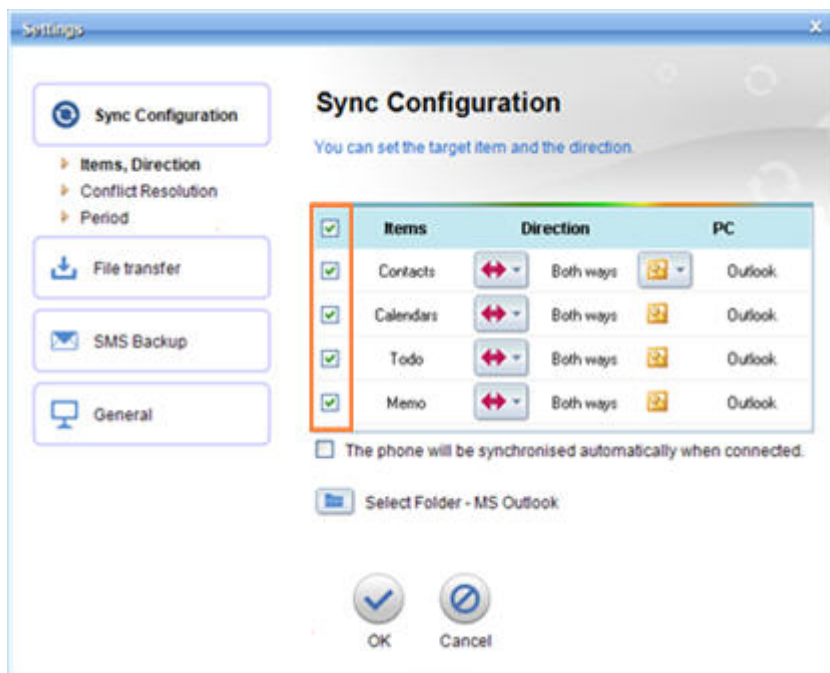 Settings
Sync Configuration
Items, Direction
Conflict Resolution
Period
File transfer
SMS Backup
General
Sync Configuration
You can set the target item and the direction.
Items Direction PC
Contacts Both ways Outlook
Calendars Both ways Outlook
Todo Both ways Outlook
Memo Both ways Outlook
The phone will be synchronised automatically when connected.
Select Folder - MS Outlook
OK Cancel